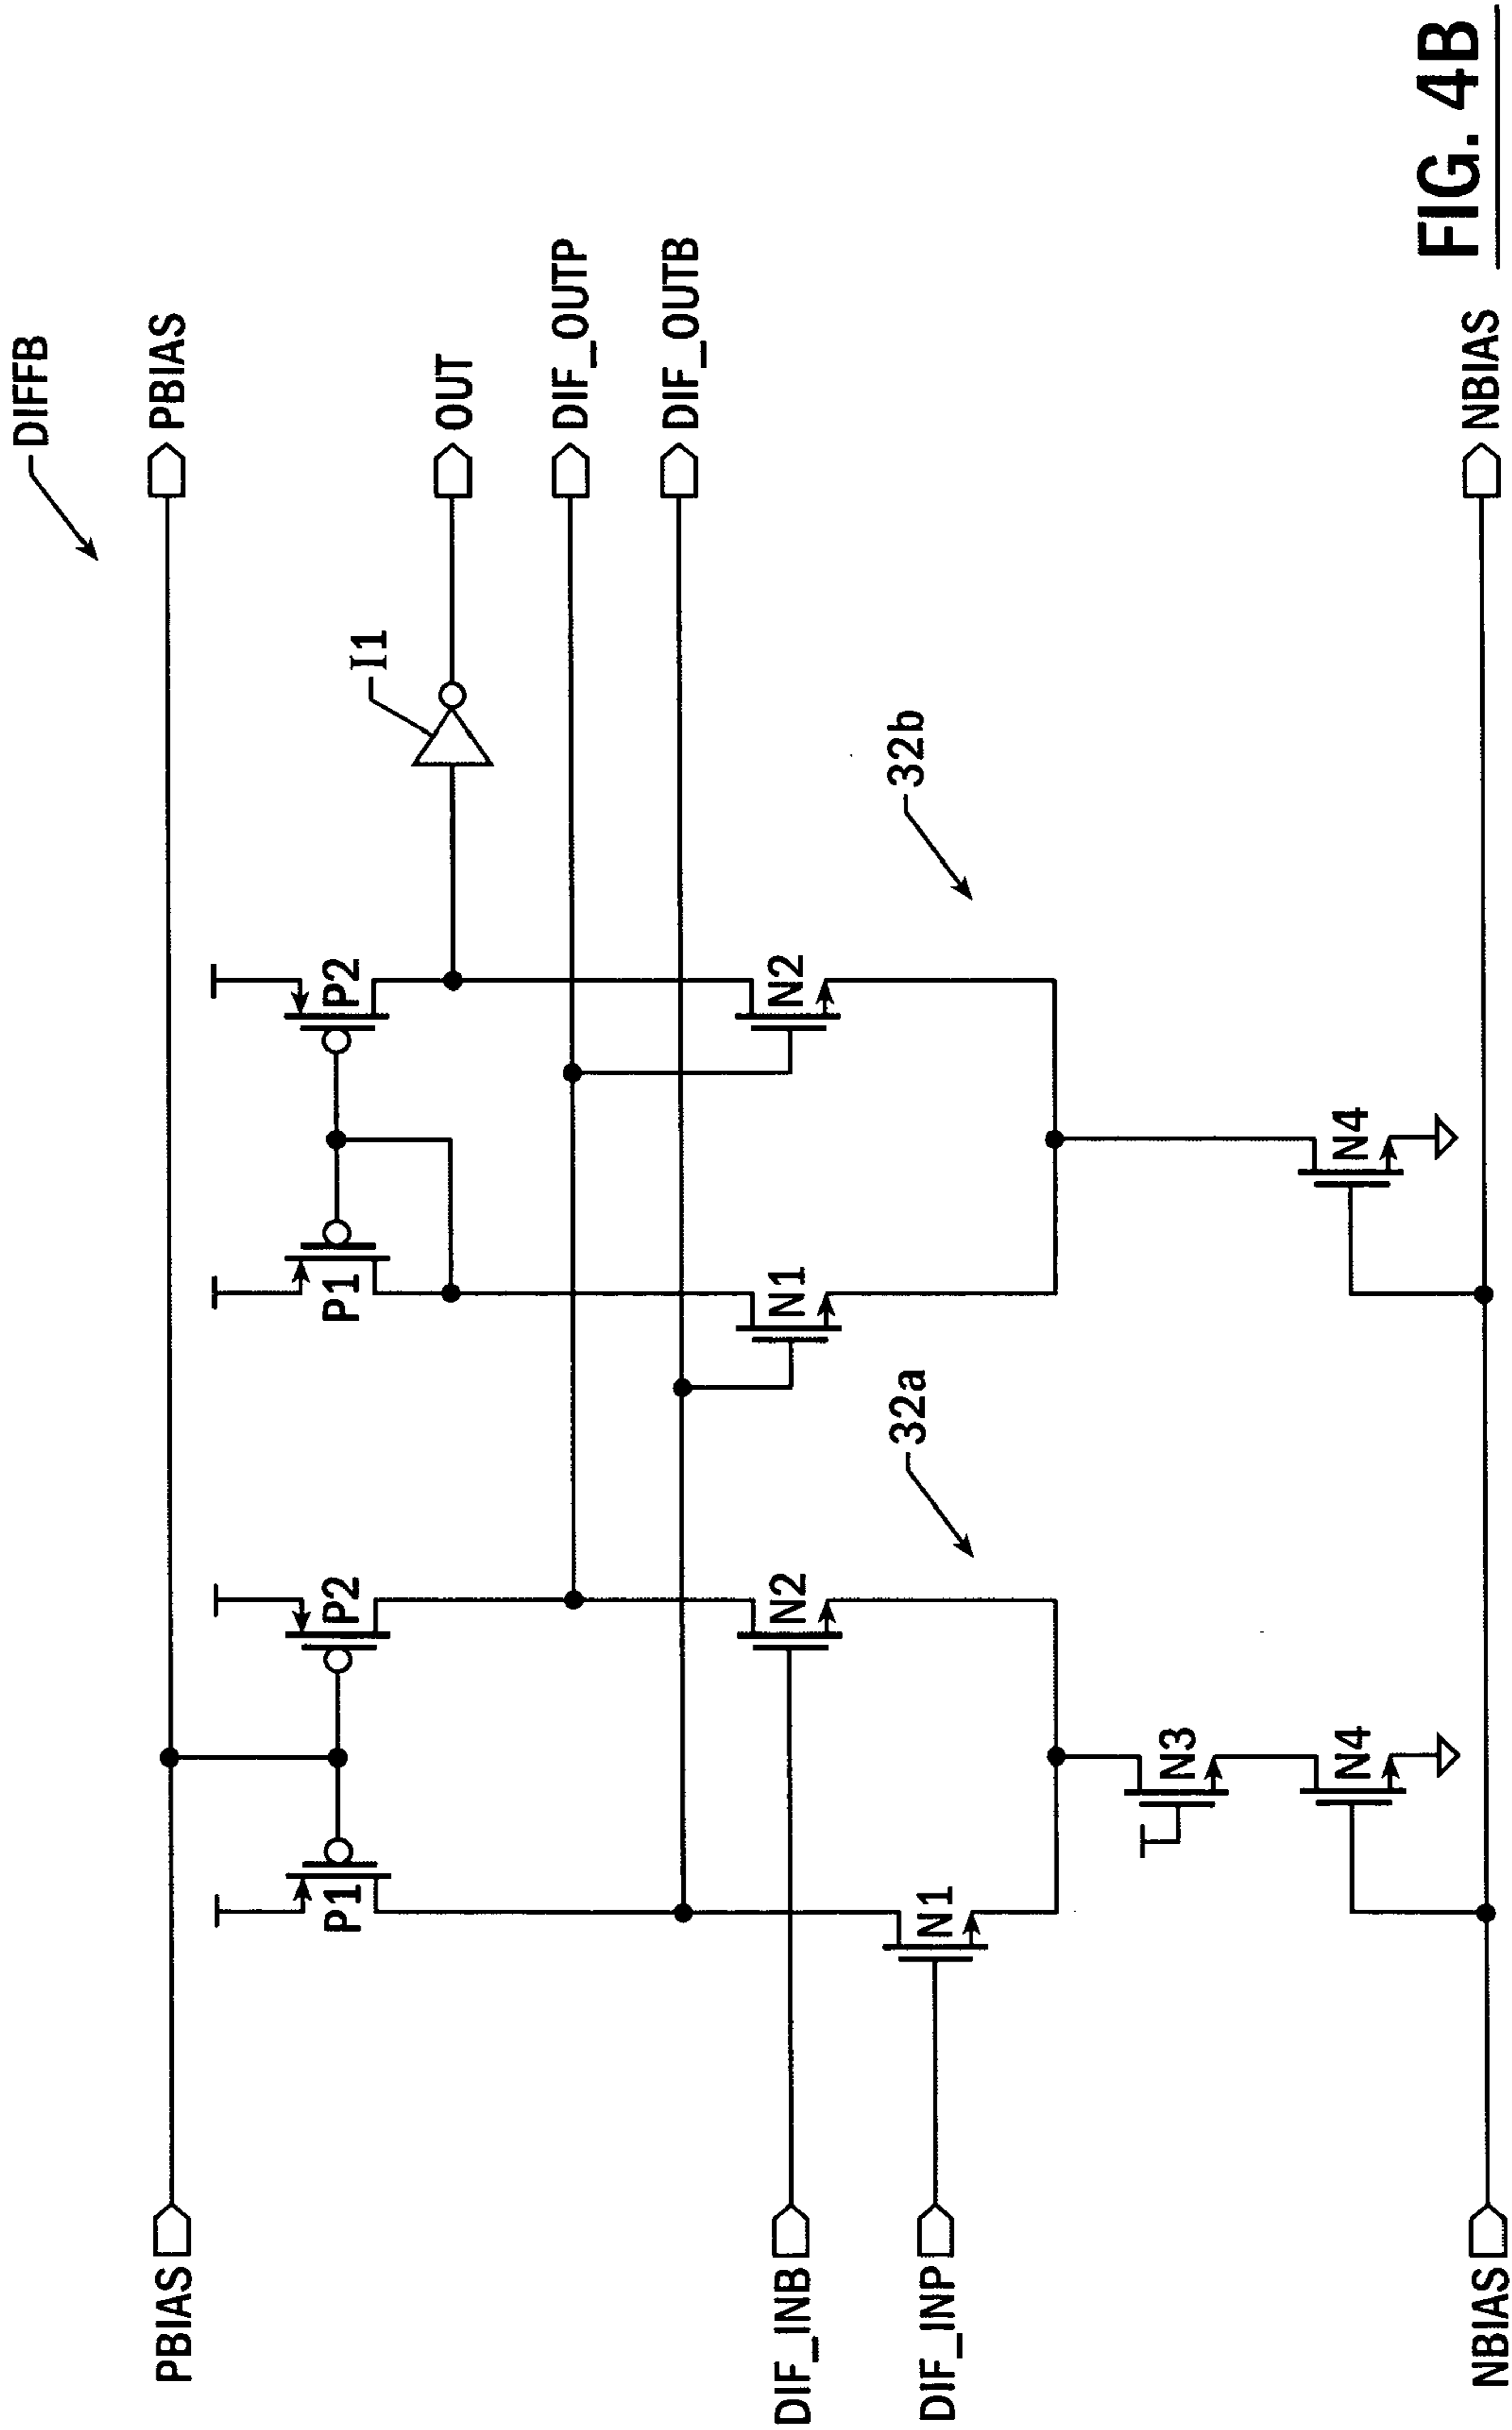 DIFFB
PBIAS
PBIAS
P1
P2
P1
P2
I1
OUT
DIF_OUTP
DIF_OUTB
DIF_INB
N2
N1
N2
DIF_INP
N1
32a
32b
N3
N4
N4
NBIAS
NBIAS
FIG. 4B